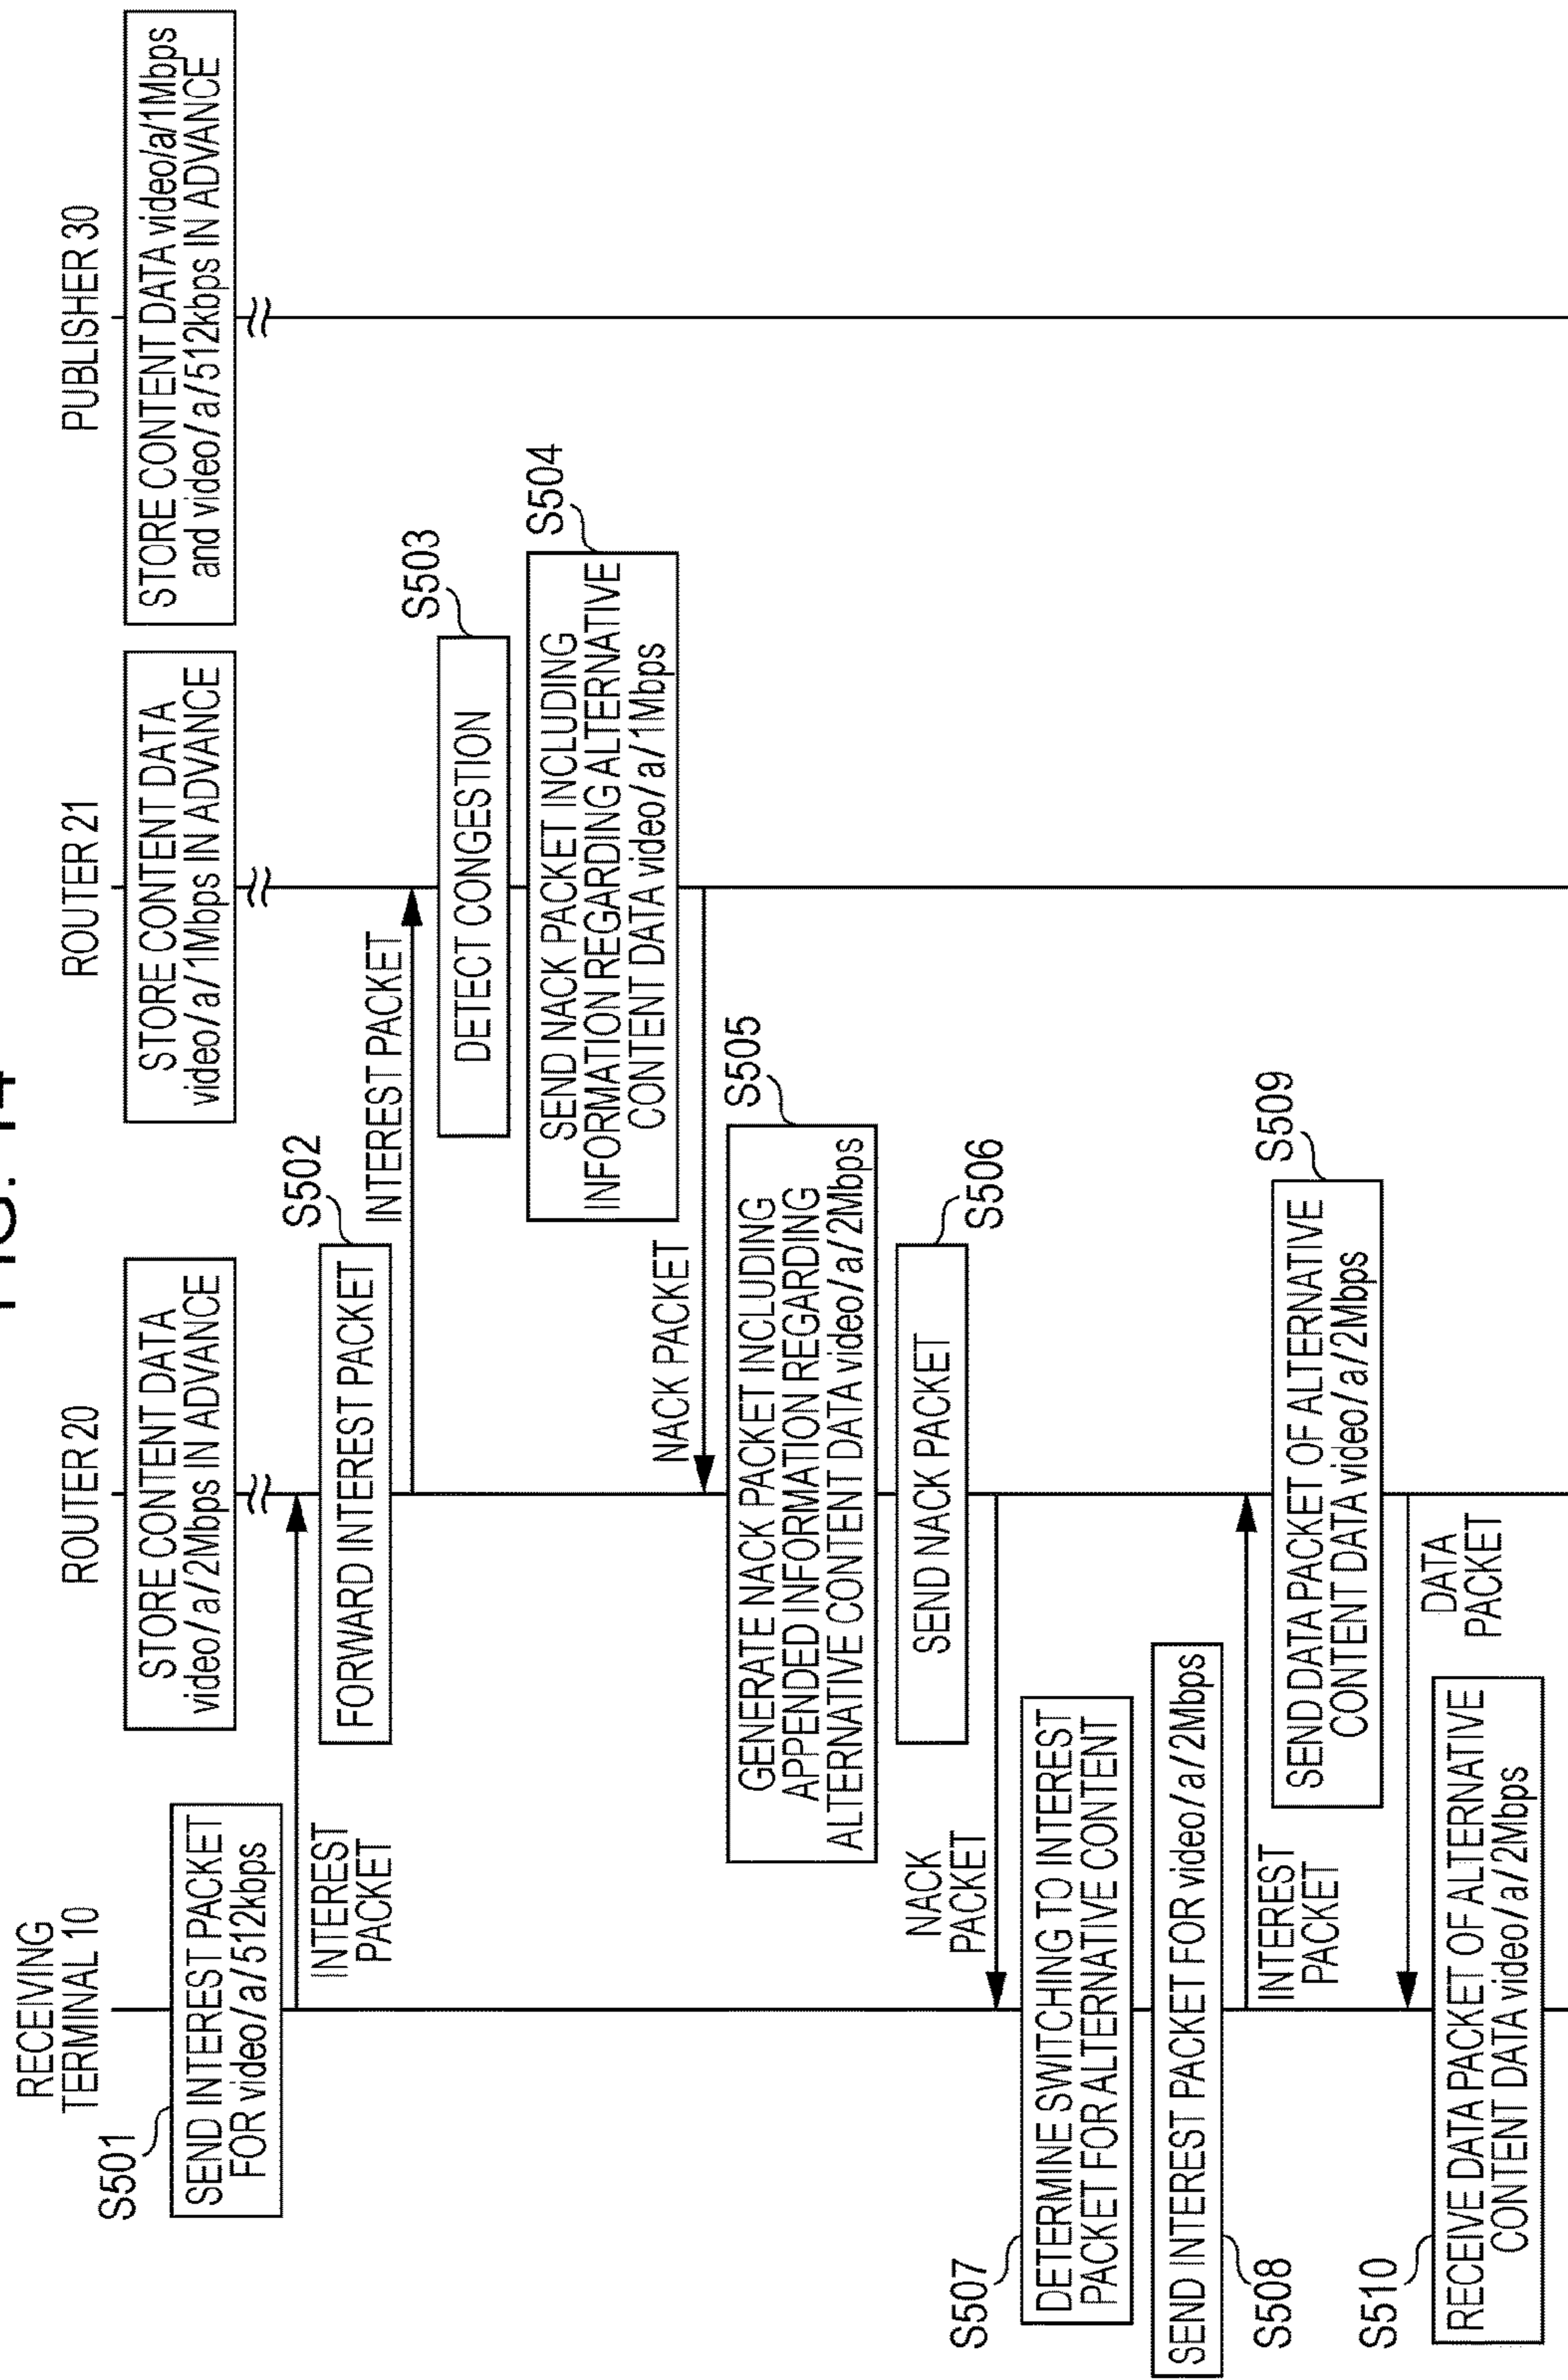 FIG. 14
RECEIVING
TERMINAL 10
ROUTER 20
ROUTER 21
PUBLISHER 30
STORE CONTENT DATA
video/a/2Mbps IN ADVANCE
STORE CONTENT DATA
video/a/1Mbps IN ADVANCE
STORE CONTENT DATA video/a/1Mbps
and video/a/512kbps IN ADVANCE
S501
SEND INTEREST PACKET
FOR video/a/512kbps
INTEREST
PACKET
S502
FORWARD INTEREST PACKET
INTEREST PACKET
S503
DETECT CONGESTION
S504
SEND NACK PACKET INCLUDING
INFORMATION REGARDING ALTERNATIVE
CONTENT DATA video/a/1Mbps
NACK PACKET
S505
GENERATE NACK PACKET INCLUDING
APPENDED INFORMATION REGARDING
ALTERNATIVE CONTENT DATA video/a/2Mbps
S506
SEND NACK PACKET
NACK
PACKET
S507
DETERMINE SWITCHING TO INTEREST
PACKET FOR ALTERNATIVE CONTENT
SEND INTEREST PACKET FOR video/a/2Mbps
S508
INTEREST
PACKET
S509
SEND DATA PACKET OF ALTERNATIVE
CONTENT DATA video/a/2Mbps
DATA
PACKET
S510
RECEIVE DATA PACKET OF ALTERNATIVE
CONTENT DATA video/a/2Mbps